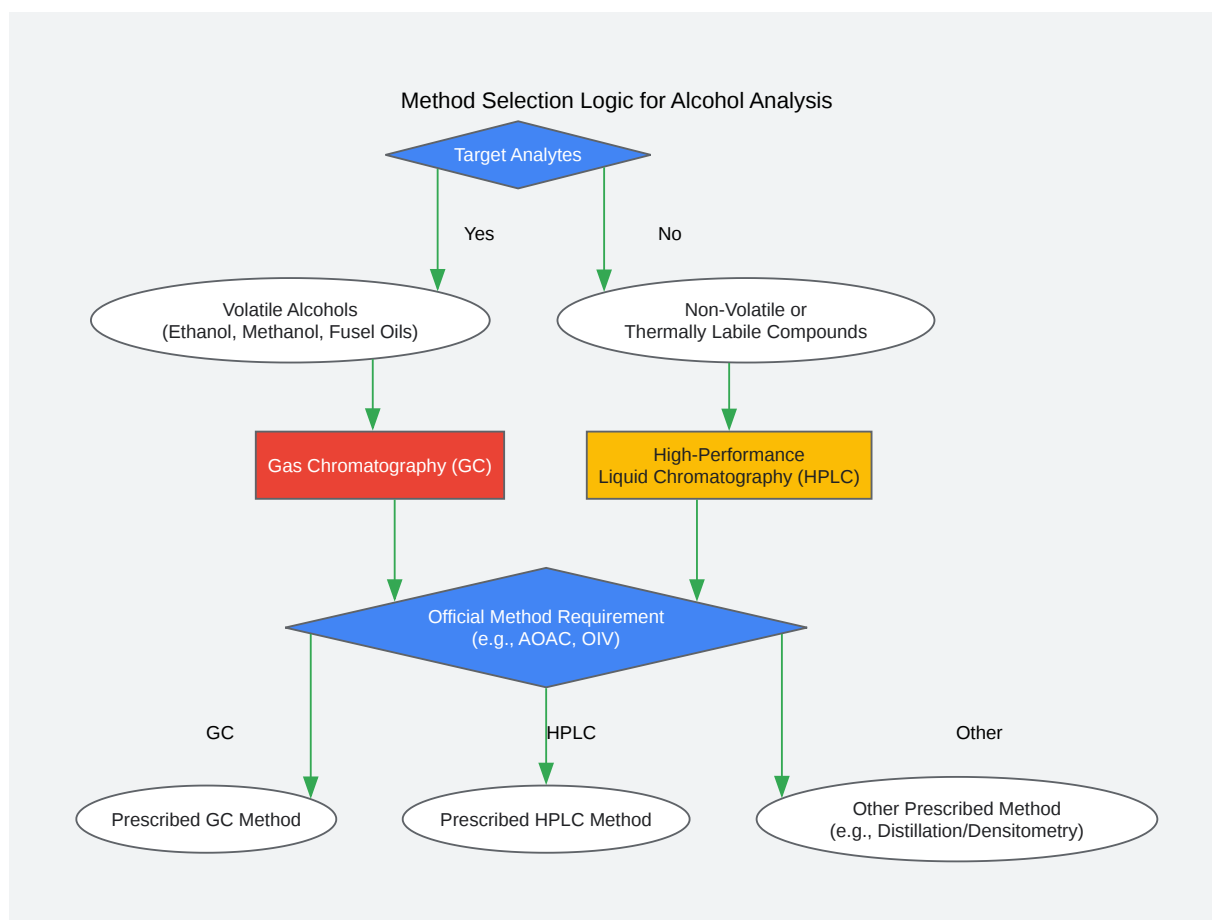 Method Selection Logic for Alcohol Analysis
Target Analytes
Yes
No
Volatile Alcohols
(Ethanol, Methanol, Fusel Oils)
Non-Volatile or
Thermally Labile Compounds
Gas Chromatography (GC)
High-Performance
Liquid Chromatography (HPLC)
Official Method Requirement
(e.g., AOAC, OIV)
GC
HPLC
Other
Prescribed GC Method
Prescribed HPLC Method
Other Prescribed Method
(e.g., Distillation/Densitometry)